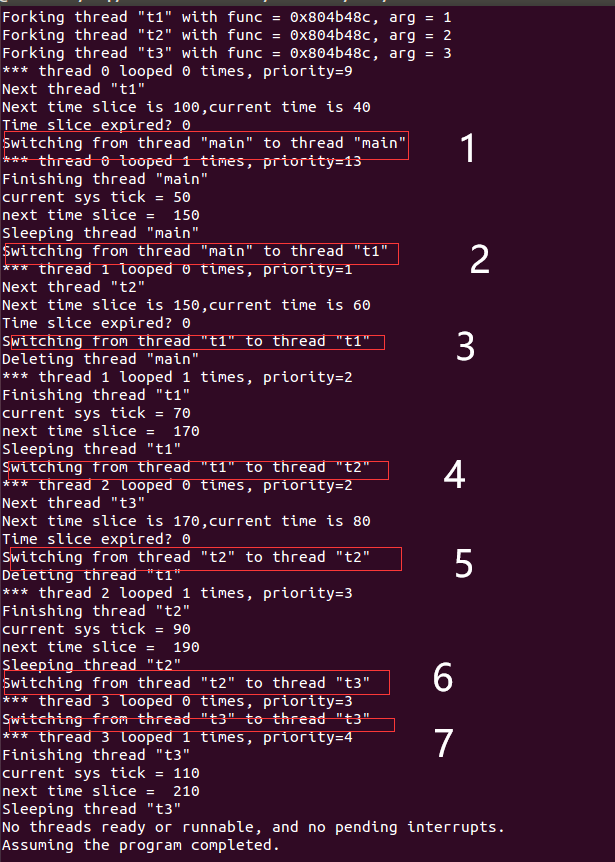 Forking thread "t1" with func = 0x804b48c, arg = 1
Forking thread "t2" with func = 0x804b48c, arg = 2
Forking thread "t3" with func = 0x804b48c, arg = 3
*** thread 0 looped 0 times, priority=9
Next thread "t1"
Next time slice is 100,current time is 40
Time slice expired? 0
Switching from thread "main" to thread "main" 1
*** thread 0 looped 1 times, priority=13
Finishing thread "main"
current sys tick = 50
next time slice =  150
Sleeping thread "main"
Switching from thread "main" to thread "t1" 2
*** thread 1 looped 0 times, priority=1
Next thread "t2"
Next time slice is 150,current time is 60
Time slice expired? 0
Switching from thread "t1" to thread "t1" 3
Deleting thread "main"
*** thread 1 looped 1 times, priority=2
Finishing thread "t1"
current sys tick = 70
next time slice =  170
Sleeping thread "t1"
Switching from thread "t1" to thread "t2" 4
*** thread 2 looped 0 times, priority=2
Next thread "t3"
Next time slice is 170,current time is 80
Time slice expired? 0
Switching from thread "t2" to thread "t2" 5
Deleting thread "t1"
*** thread 2 looped 1 times, priority=3
Finishing thread "t2"
current sys tick = 90
next time slice =  190
Sleeping thread "t2"
Switching from thread "t2" to thread "t3" 6
*** thread 3 looped 0 times, priority=3
Switching from thread "t3" to thread "t3" 7
*** thread 3 looped 1 times, priority=4
Finishing thread "t3"
current sys tick = 110
next time slice =  210
Sleeping thread "t3"
No threads ready or runnable, and no pending interrupts.
Assuming the program completed.